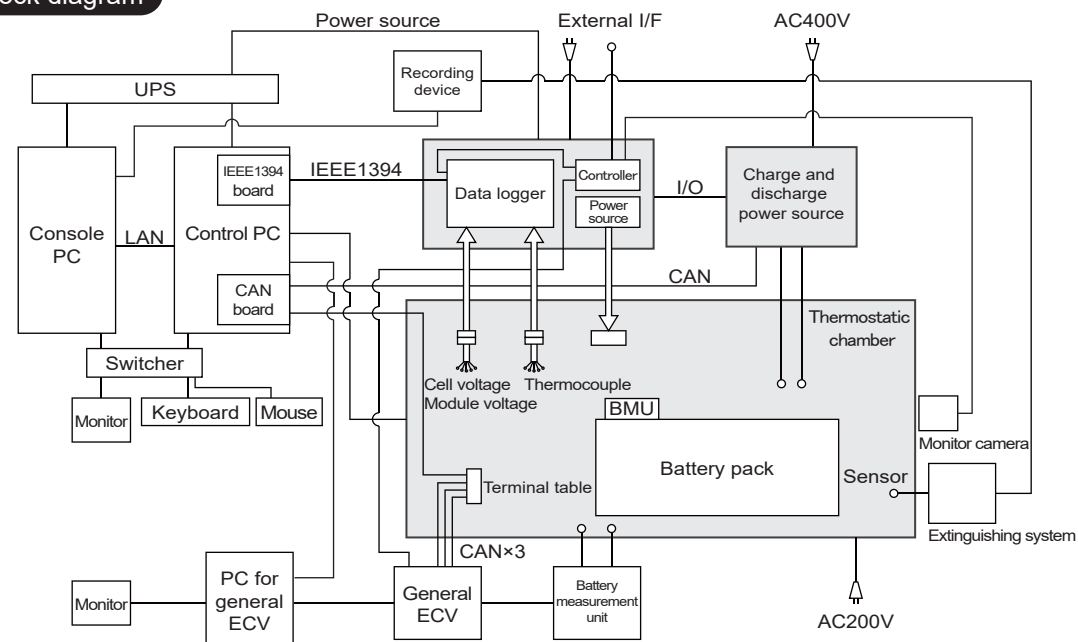 ock diagram
Power source
External I/F
AC400V
Recording
device
UPS
IEEE1394
board
IEEE1394
Data logger
Controller
Power
source
I/O
Charge and
discharge
power source
Console
PC
LAN
Control PC
CAN
board
CAN
Thermostatic
chamber
Switcher
Cell voltage
Module voltage
Thermocouple
Monitor
Keyboard
Mouse
BMU
Battery pack
Monitor camera
Sensor
Terminal table
Extinguishing system
CAN×3
Monitor
PC for
general
ECV
General
ECV
Battery
measurement
unit
AC200V